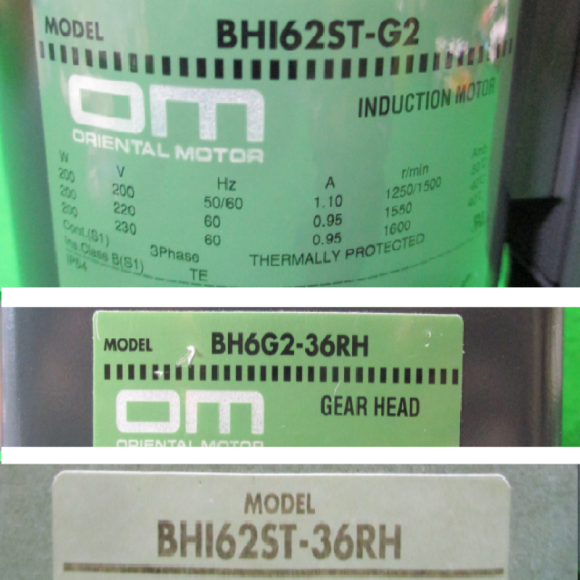 MODEL BHI62ST-G2
OM
ORIENTAL MOTOR
INDUCTION MOTOR
W V Hz A r/min Amb.
200 200 50/60 1.10 1250/1500
200 220 60 0.95 1550
200 230 60 0.95 1600
Cont.(S1) 3Phase THERMALLY PROTECTED
Ins.Class B(S1) TE
IP54
MODEL BH6G2-36RH
OM
GEAR HEAD
ORIENTAL MOTOR
MODEL
BHI62ST-36RH